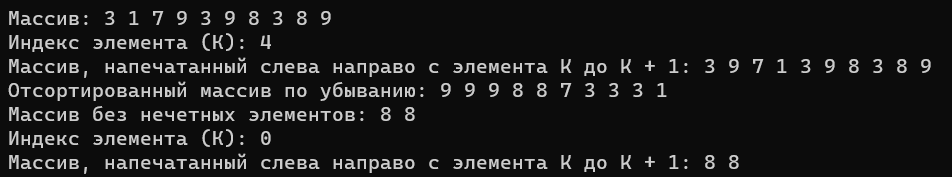 Массив: 3 1 7 9 3 9 8 3 8 9
Индекс элемента (К): 4
Массив, напечатанный слева направо с элемента К до К + 1: 3 9 7 1 3 9 8 3 8 9
Отсортированный массив по убыванию: 9 9 9 8 8 7 3 3 3 1
Массив без нечетных элементов: 8 8
Индекс элемента (К): 0
Массив, напечатанный слева направо с элемента К до К + 1: 8 8